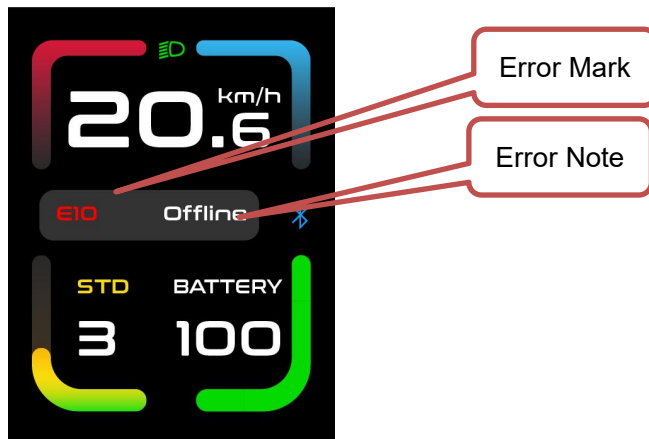 km/h
20.6
Error Mark
Error Note
E10 Offline
STD BATTERY
3 100